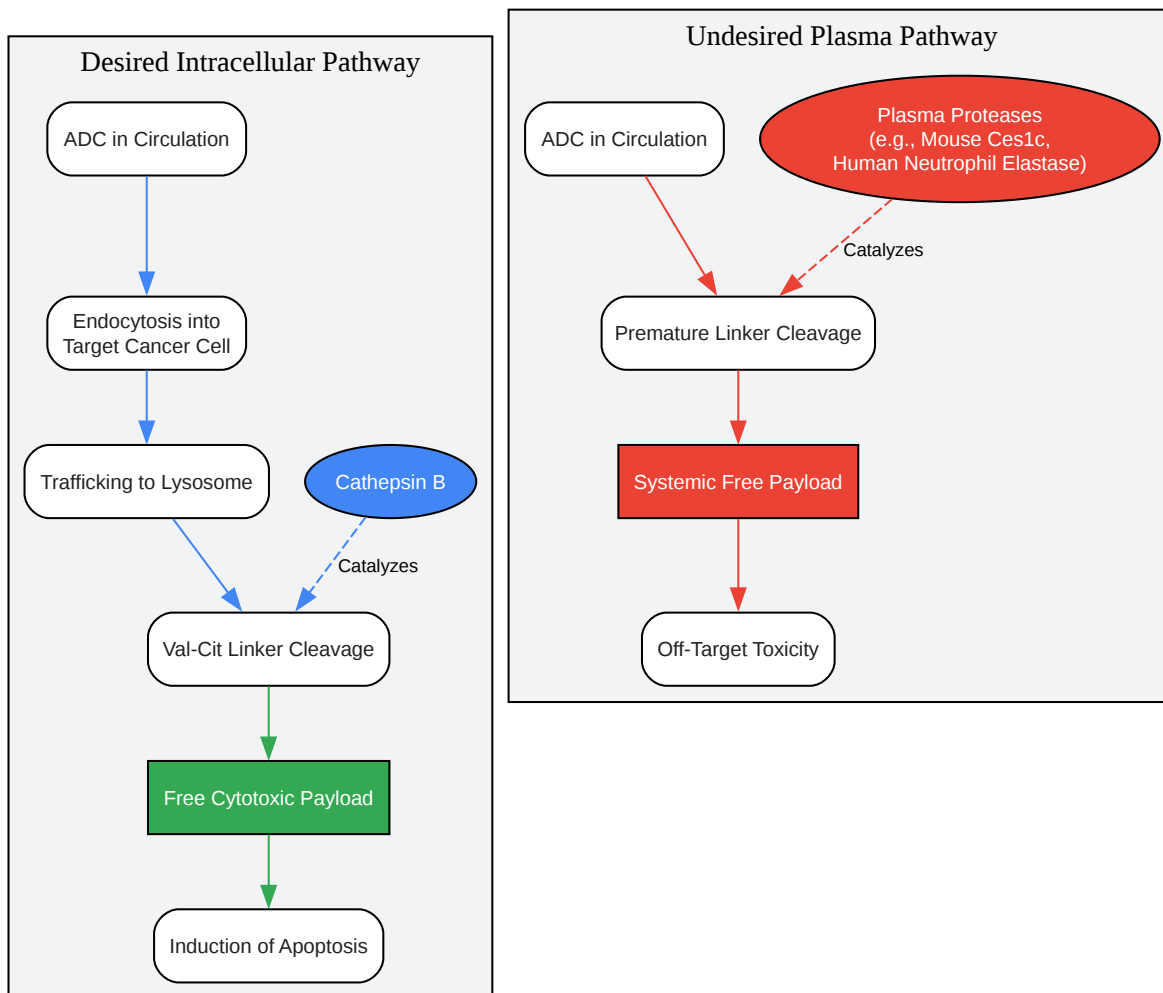 Desired Intracellular Pathway
ADC in Circulation
Endocytosis into
Target Cancer Cell
Trafficking to Lysosome
Cathepsin B
Catalyzes
Val-Cit Linker Cleavage
Free Cytotoxic Payload
Induction of Apoptosis
Undesired Plasma Pathway
ADC in Circulation
Plasma Proteases
(e.g., Mouse Ces1c,
Human Neutrophil Elastase)
Catalyzes
Premature Linker Cleavage
Systemic Free Payload
Off-Target Toxicity